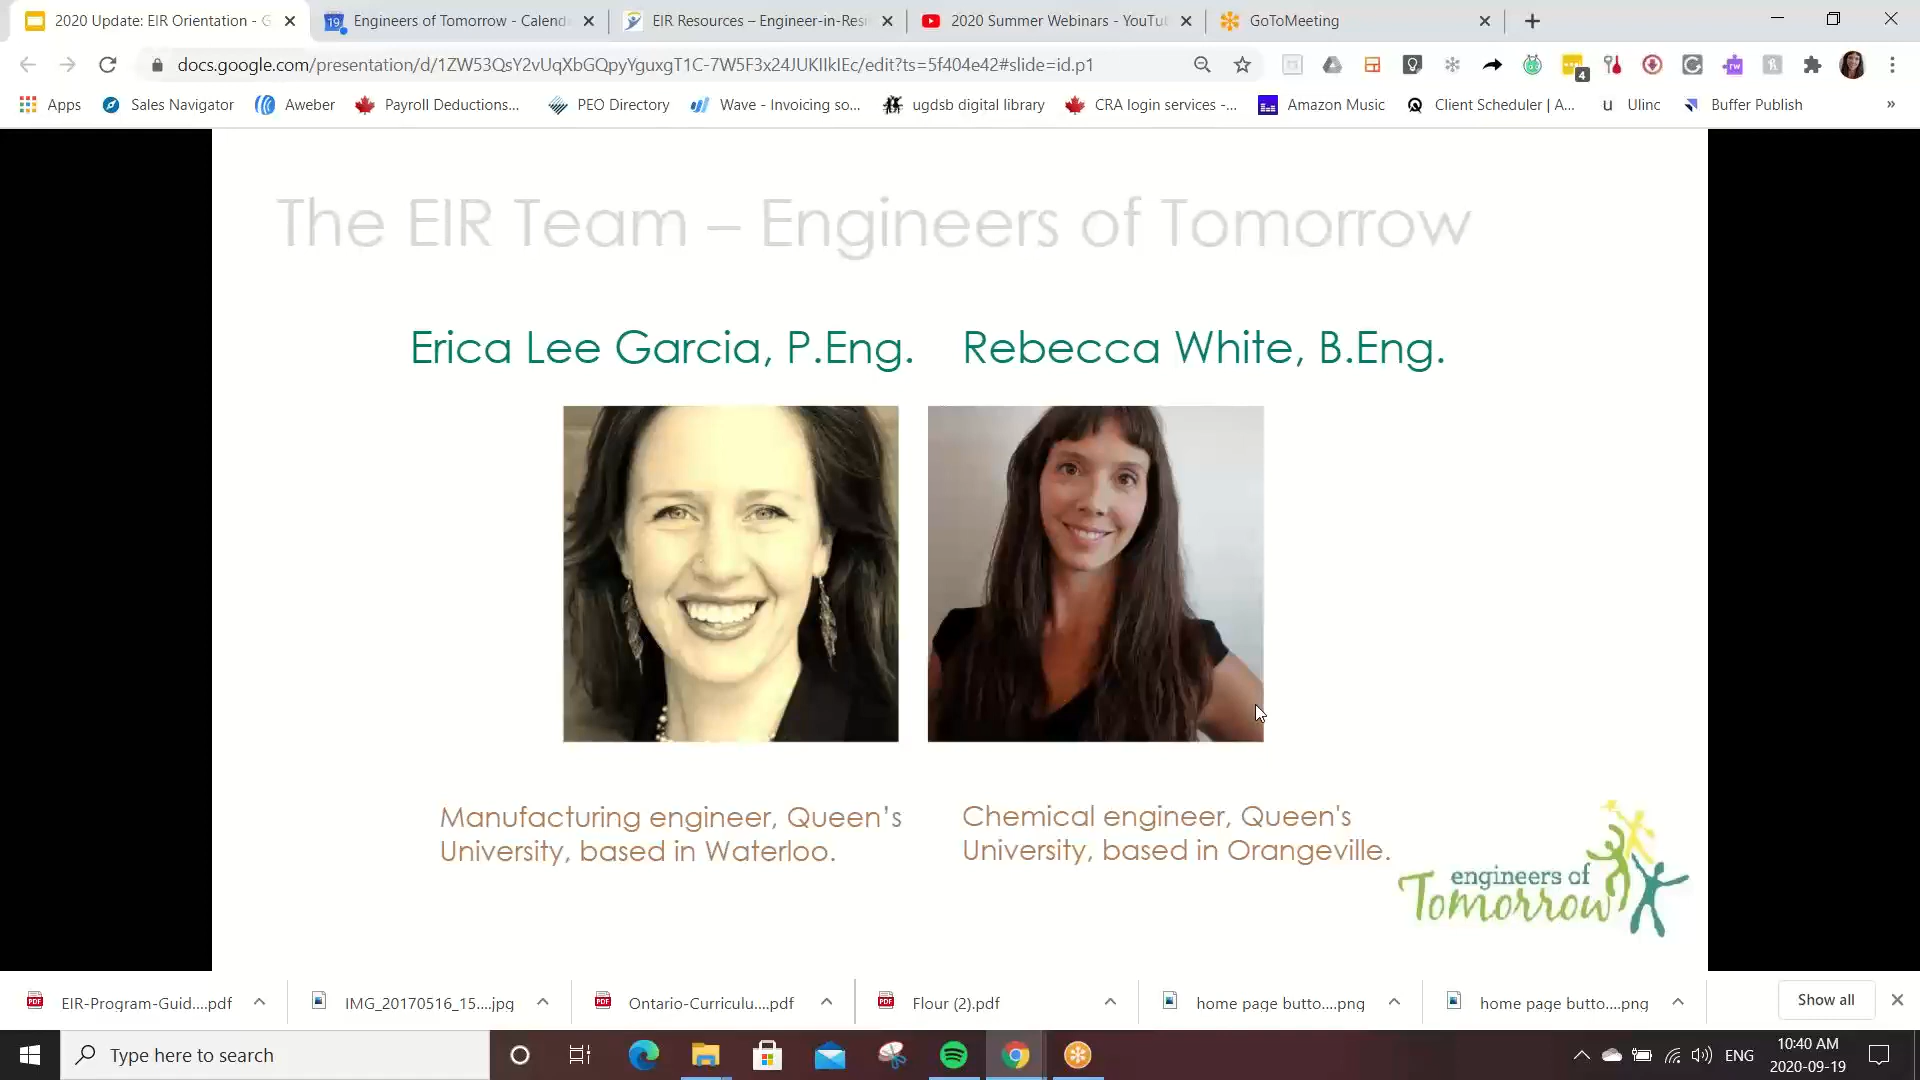 2020 Update: EIR Orientation - G
Engineers of Tomorrow - Calend
EIR Resources – Engineer-in-Resi
2020 Summer Webinars - YouTu
GoToMeeting
docs.google.com/presentation/d/1ZW53QsY2vUqXbGQpyYguxgT1C-7W5F3x24JUKIlklEc/edit?ts=5f404e42#slide=id.p1
Apps
Sales Navigator
Aweber
Payroll Deductions...
PEO Directory
Wave - Invoicing so...
ugdsb digital library
CRA login services -...
Amazon Music
Client Scheduler | A...
Ulinc
Buffer Publish
»
The EIR Team – Engineers of Tomorrow
Erica Lee Garcia, P.Eng.
Rebecca White, B.Eng.
Manufacturing engineer, Queen’s
University, based in Waterloo.
Chemical engineer, Queen's
University, based in Orangeville.
engineers of
Tomorrow
EIR-Program-Guid....pdf
IMG_20170516_15....jpg
Ontario-Curriculu....pdf
Flour (2).pdf
home page butto....png
home page butto....png
Show all
Type here to search
ENG
10:40 AM
2020-09-19